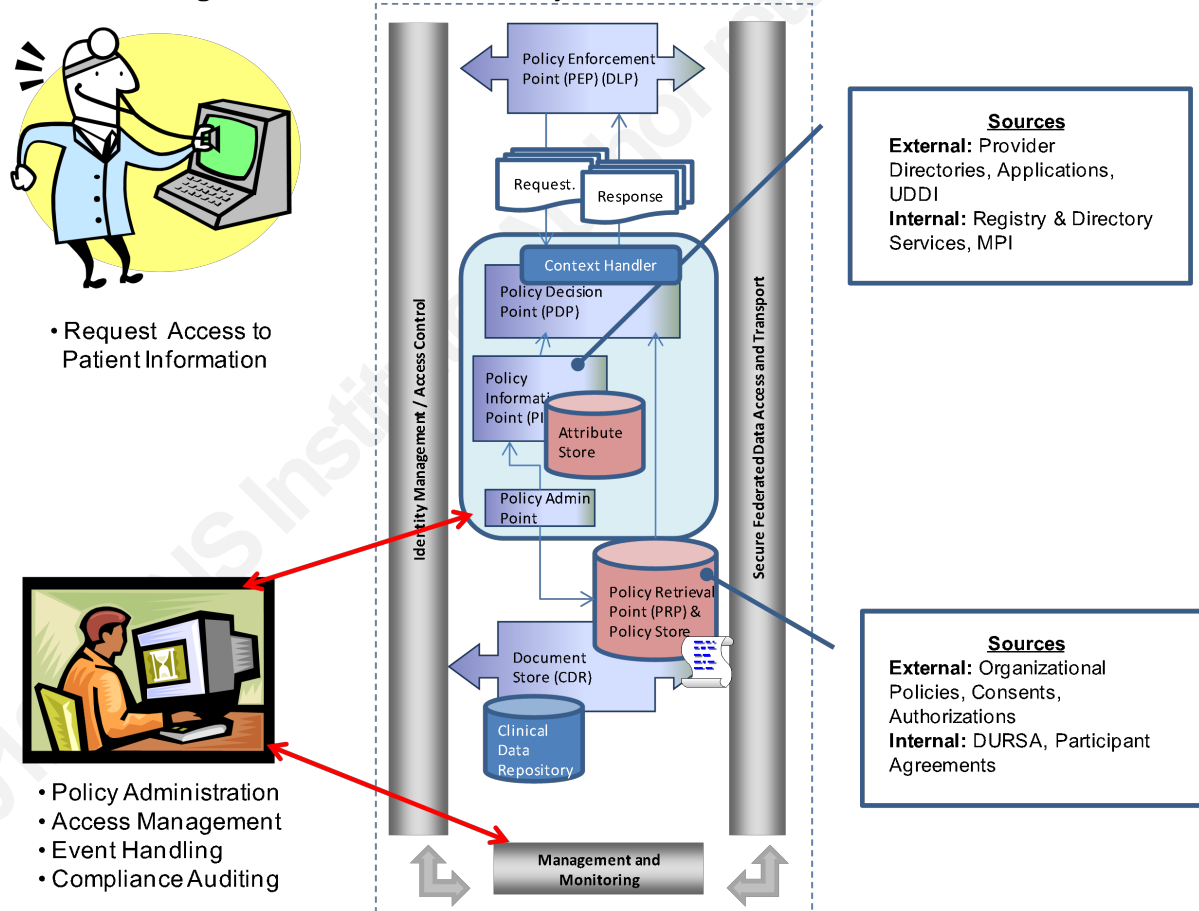 Policy Enforcement
Point (PEP) (DLP)
Request.
Response
Context Handler
Policy Decision
Point (PDP)
Policy
Point
Attribute
Store
Policy Admin
Point
Policy Retrieval
Point (PRP) &
Policy Store
Document
Store (CDR)
Clinical
Data
Repository
Identity Management / Access Control
Secure Federated Data Access and Transport
Management and
Monitoring
• Request Access to
Patient Information
• Policy Administration
• Access Management
• Event Handling
• Compliance Auditing
Sources
External: Provider
Directories, Applications,
UDDI
Internal: Registry & Directory
Services, MPI
Sources
External: Organizational
Policies, Consents,
Authorizations
Internal: DURSA, Participant
Agreements